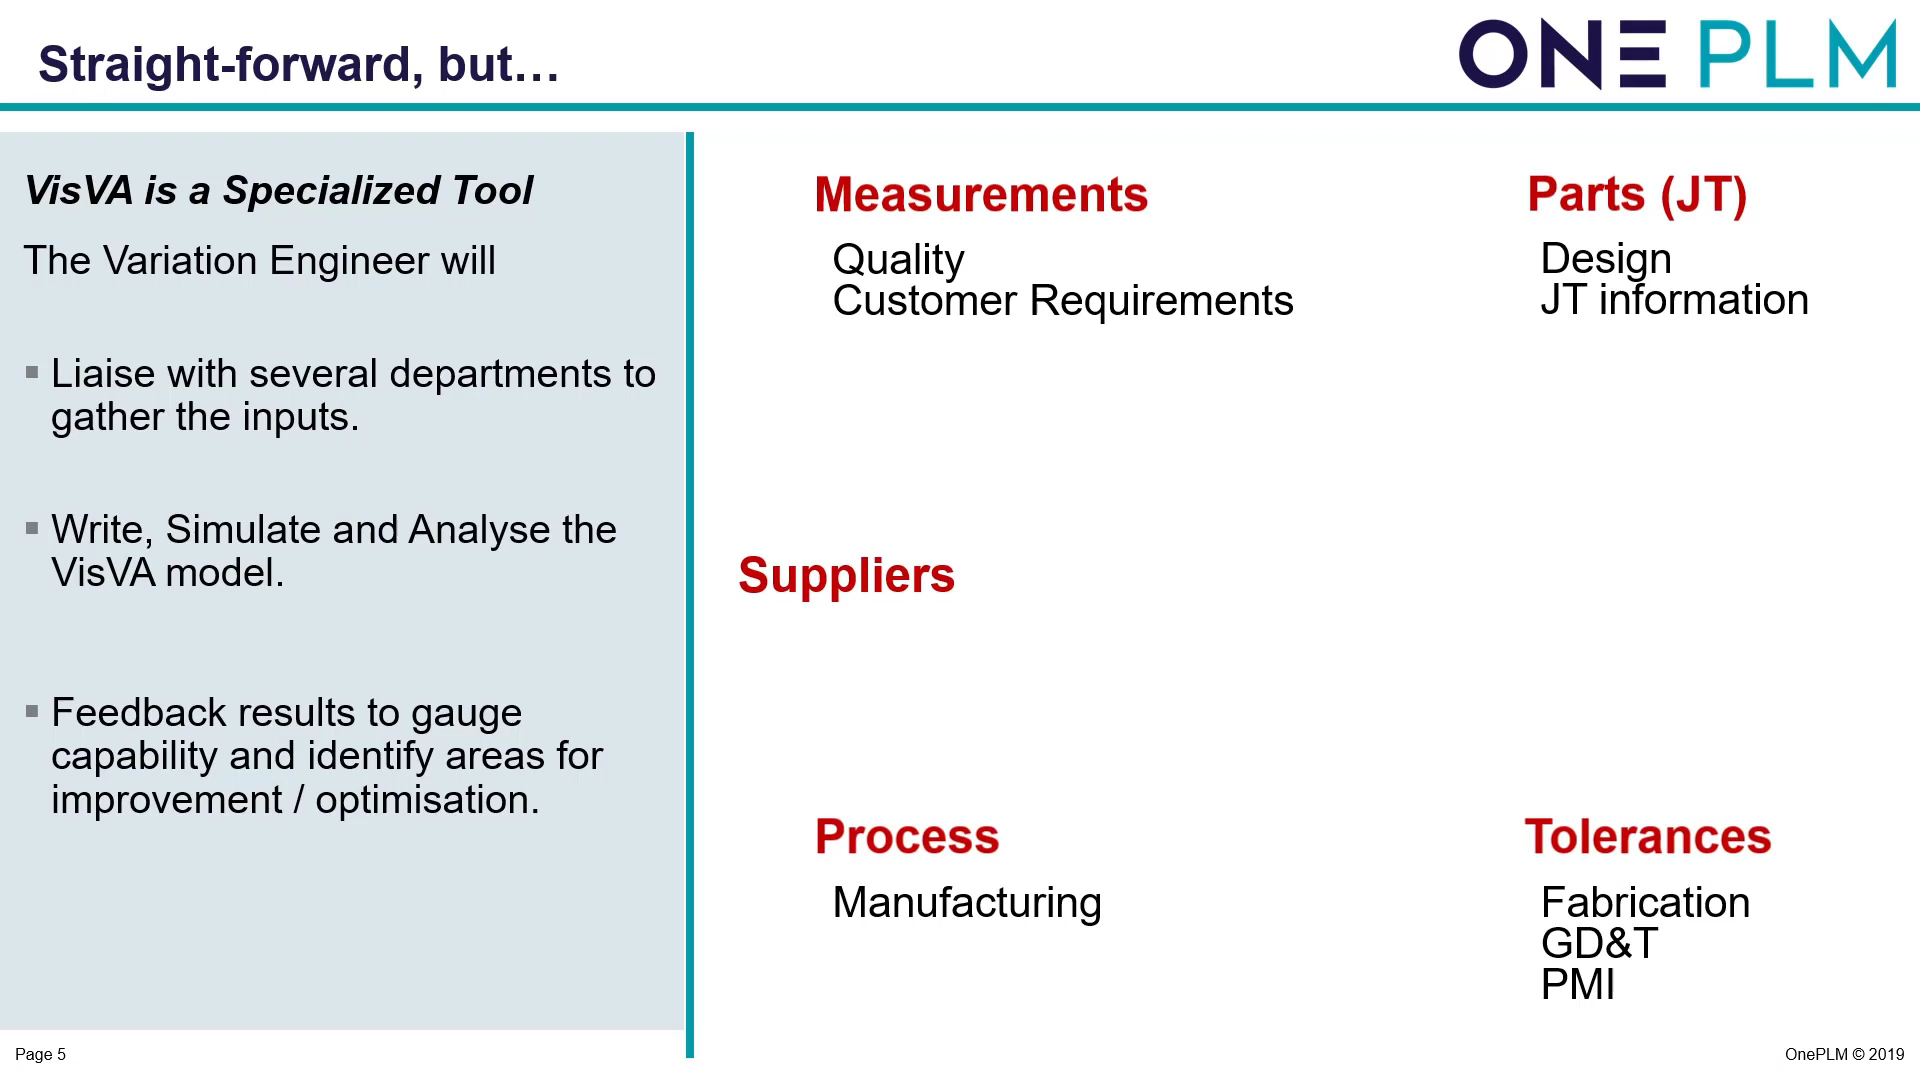 Straight-forward, but…
ONE PLM
VisVA is a Specialized Tool
The Variation Engineer will
Liaise with several departments to
gather the inputs.
Write, Simulate and Analyse the
VisVA model.
Feedback results to gauge
capability and identify areas for
improvement / optimisation.
Measurements
Quality
Customer Requirements
Parts (JT)
Design
JT information
Suppliers
Process
Manufacturing
Tolerances
Fabrication
GD&T
PMI
Page 5
OnePLM © 2019